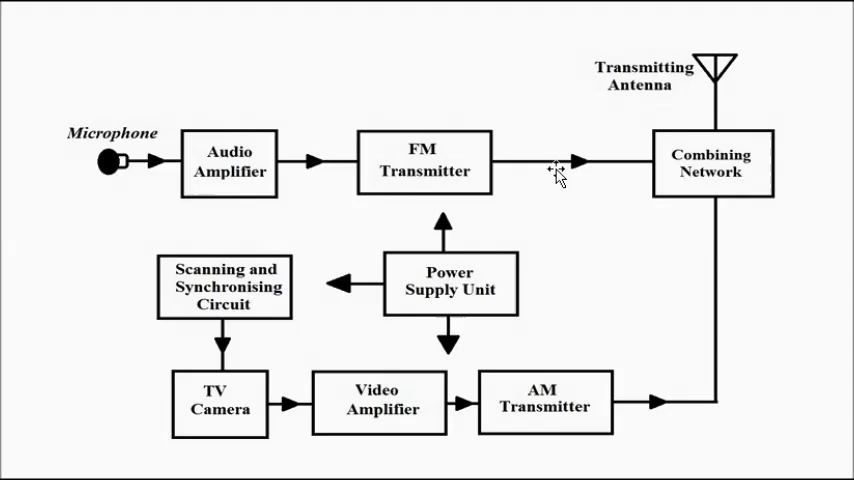 Transmitting
Antenna
Microphone
Audio
Amplifier
FM
Transmitter
Combining
Network
Scanning and
Synchronising
Circuit
Power
Supply Unit
TV
Camera
Video
Amplifier
AM
Transmitter